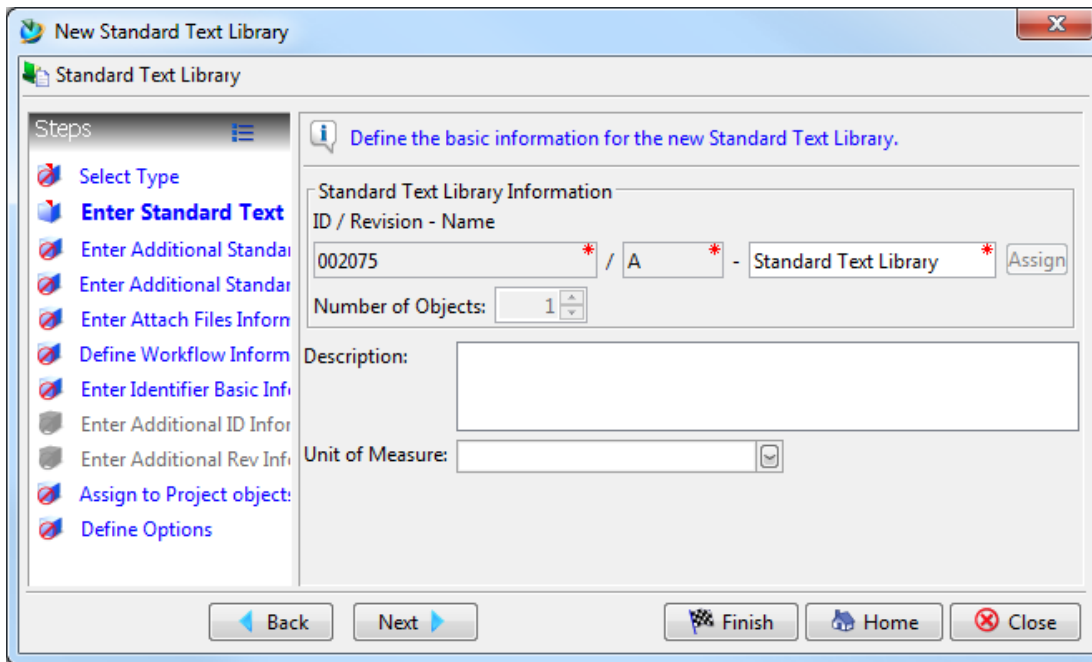 New Standard Text Library
Standard Text Library
Steps
Select Type
Enter Standard Text
Enter Additional Standar
Enter Additional Standar
Enter Attach Files Inform
Define Workflow Inform
Enter Identifier Basic Info
Enter Additional ID Infor
Enter Additional Rev Info
Assign to Project objects
Define Options
Define the basic information for the new Standard Text Library.
Standard Text Library Information
ID / Revision - Name
002075 * / A * - Standard Text Library * Assign
Number of Objects: 1
Description:
Unit of Measure:
Back Next Finish Home Close